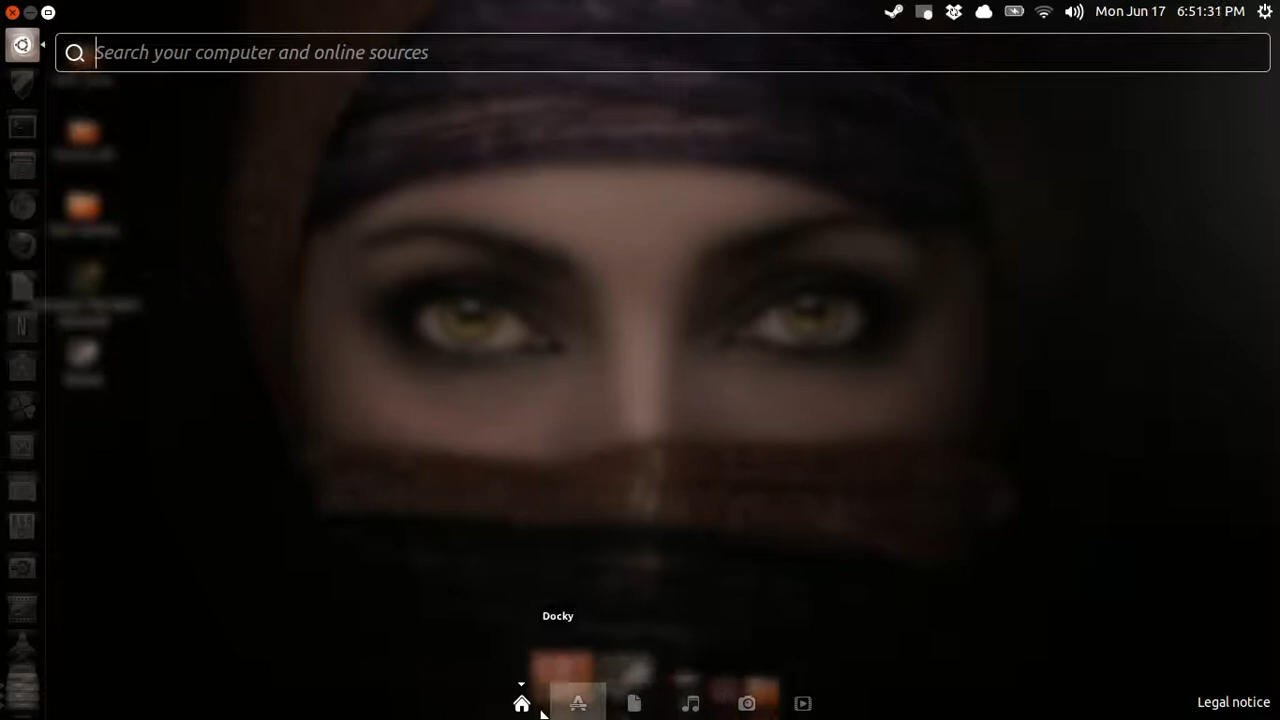 Mon Jun 17 6:51:31 PM
Search your computer and online sources
N
Docky
Legal notice